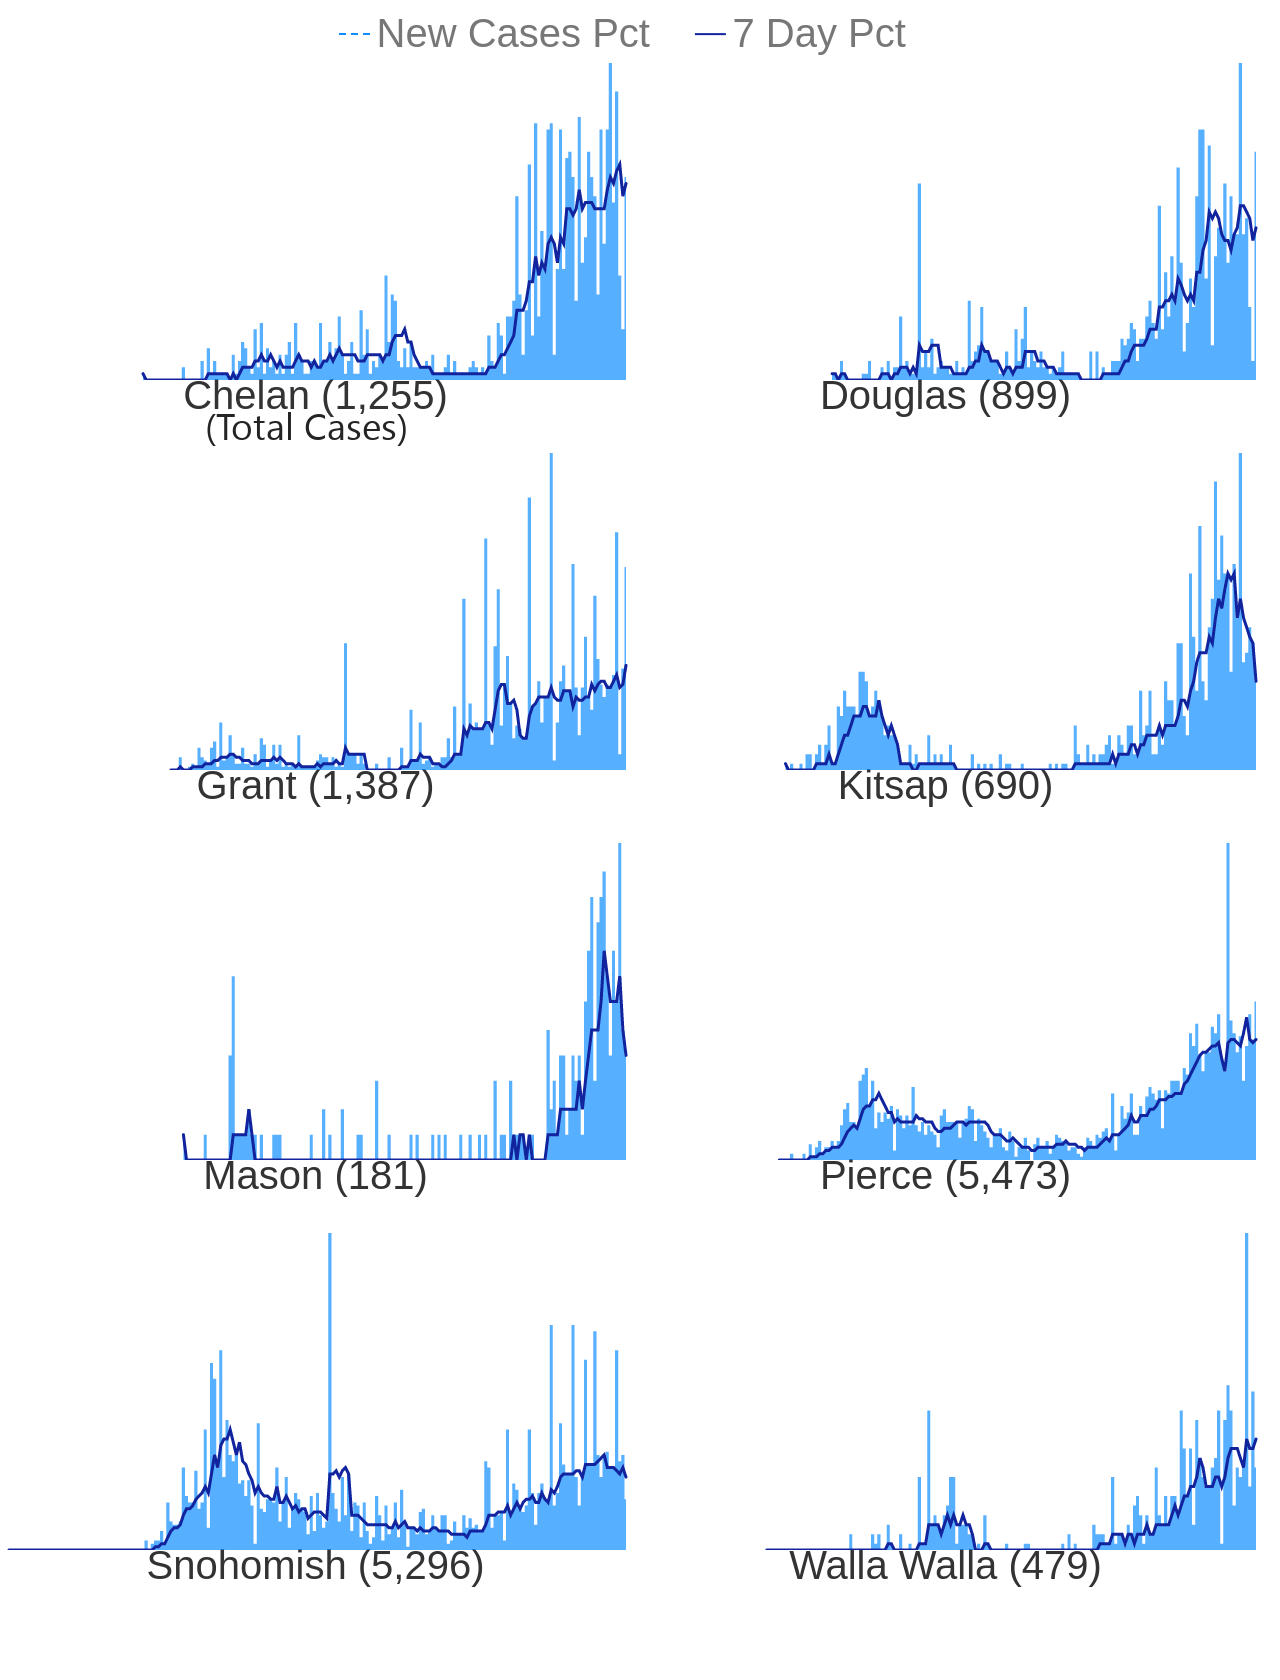 New Cases Pct 7 Day Pct
Chelan (1,255) Douglas (899)
(Total Cases)
Grant (1,387) Kitsap (690)
Mason (181) Pierce (5,473)
Snohomish (5,296) Walla Walla (479)